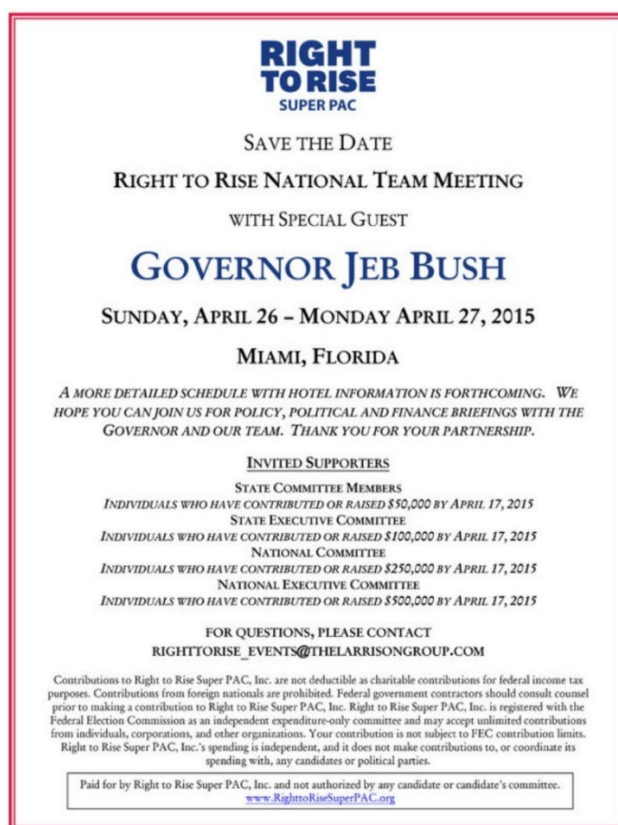 RIGHT
TO RISE
SUPER PAC
SAVE THE DATE
RIGHT TO RISE NATIONAL TEAM MEETING
WITH SPECIAL GUEST
GOVERNOR JEB BUSH
SUNDAY, APRIL 26 – MONDAY APRIL 27, 2015
MIAMI, FLORIDA
A MORE DETAILED SCHEDULE WITH HOTEL INFORMATION IS FORTHCOMING. WE
HOPE YOU CAN JOIN US FOR POLICY, POLITICAL AND FINANCE BRIEFINGS WITH THE
GOVERNOR AND OUR TEAM. THANK YOU FOR YOUR PARTNERSHIP.
INVITED SUPPORTERS
STATE COMMITTEE MEMBERS
INDIVIDUALS WHO HAVE CONTRIBUTED OR RAISED $50,000 BY APRIL 17, 2015
STATE EXECUTIVE COMMITTEE
INDIVIDUALS WHO HAVE CONTRIBUTED OR RAISED $100,000 BY APRIL 17, 2015
NATIONAL COMMITTEE
INDIVIDUALS WHO HAVE CONTRIBUTED OR RAISED $250,000 BY APRIL 17, 2015
NATIONAL EXECUTIVE COMMITTEE
INDIVIDUALS WHO HAVE CONTRIBUTED OR RAISED $500,000 BY APRIL 17, 2015
FOR QUESTIONS, PLEASE CONTACT
RIGHTTORISE_EVENTS@THELARRISONGROUP.COM
Contributions to Right to Rise Super PAC, Inc. are not deductible as charitable contributions for federal income tax
purposes. Contributions from foreign nationals are prohibited. Federal government contractors should consult counsel
prior to making a contribution to Right to Rise Super PAC, Inc. Right to Rise Super PAC, Inc. is registered with the
Federal Election Commission as an independent expenditure-only committee and may accept unlimited contributions
from individuals, corporations, and other organizations. Your contribution is not subject to FEC contribution limits.
Right to Rise Super PAC, Inc.'s spending is independent, and it does not make contributions to, or coordinate its
spending with, any candidates or political parties.
Paid for by Right to Rise Super PAC, Inc. and not authorized by any candidate or candidate's committee.
www.RighttoRiseSuperPAC.org